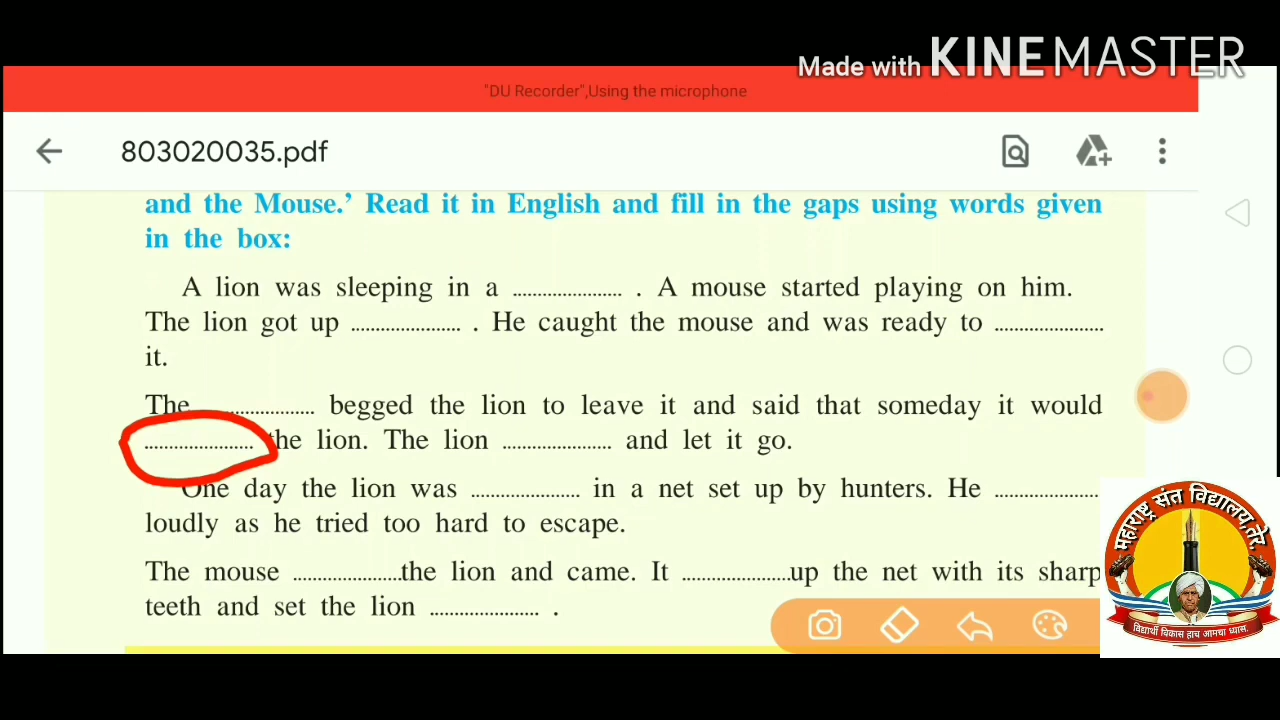 Made with KINEMASTER
"DU Recorder",Using the microphone
803020035.pdf
and the Mouse.’ Read it in English and fill in the gaps using words given
in the box:
A lion was sleeping in a ...................... . A mouse started playing on him.
The lion got up ...................... . He caught the mouse and was ready to ......................
it.
The ...................... begged the lion to leave it and said that someday it would
...................... the lion. The lion ...................... and let it go.
One day the lion was ...................... in a net set up by hunters. He ......................
loudly as he tried too hard to escape.
The mouse ......................the lion and came. It ......................up the net with its sharp
teeth and set the lion ...................... .
महाराष्ट्र संत विद्यालय, तेर.
विद्यार्थी विकास हाच आमचा ध्यास.